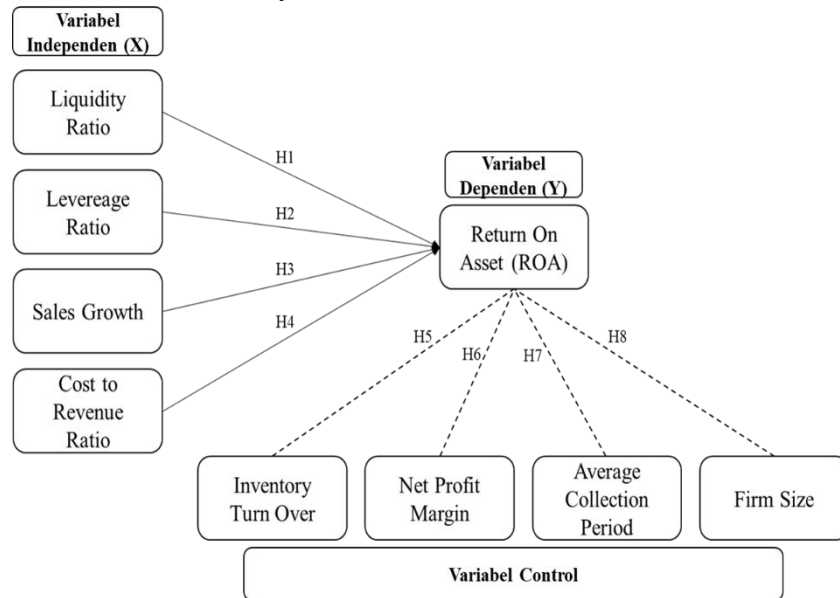 Variabel
Independen (X)
Liquidity
Ratio
Levereage
Ratio
Sales Growth
Cost to
Revenue
Ratio
H1
H2
H3
H4
Variabel
Dependen (Y)
Return On
Asset (ROA)
H5
H6
H7
H8
Inventory
Turn Over
Net Profit
Margin
Average
Collection
Period
Firm Size
Variabel Control